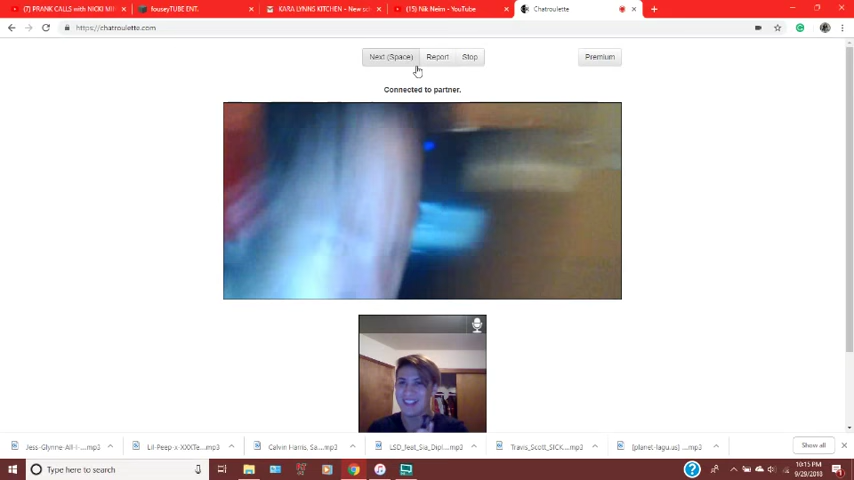 (7) PRANK CALLS with NICKI MI
fouseyTUBE ENT.
KARA LYNNS KITCHEN - New so
(15) Nik Neim - YouTube
Chatroulette
https://chatroulette.com
Next (Space)
Report
Stop
Premium
Connected to partner.
Jess-Glynne-All-I-....mp3
Lil-Peep-x-XXXTe....mp3
Calvin Harris, Sa....mp3
LSD_feat_Sia_Dipl....mp3
Travis_Scott_SICK....mp3
[planet-lagu.us] ....mp3
Show all
Type here to search
10:15 PM
9/29/2018